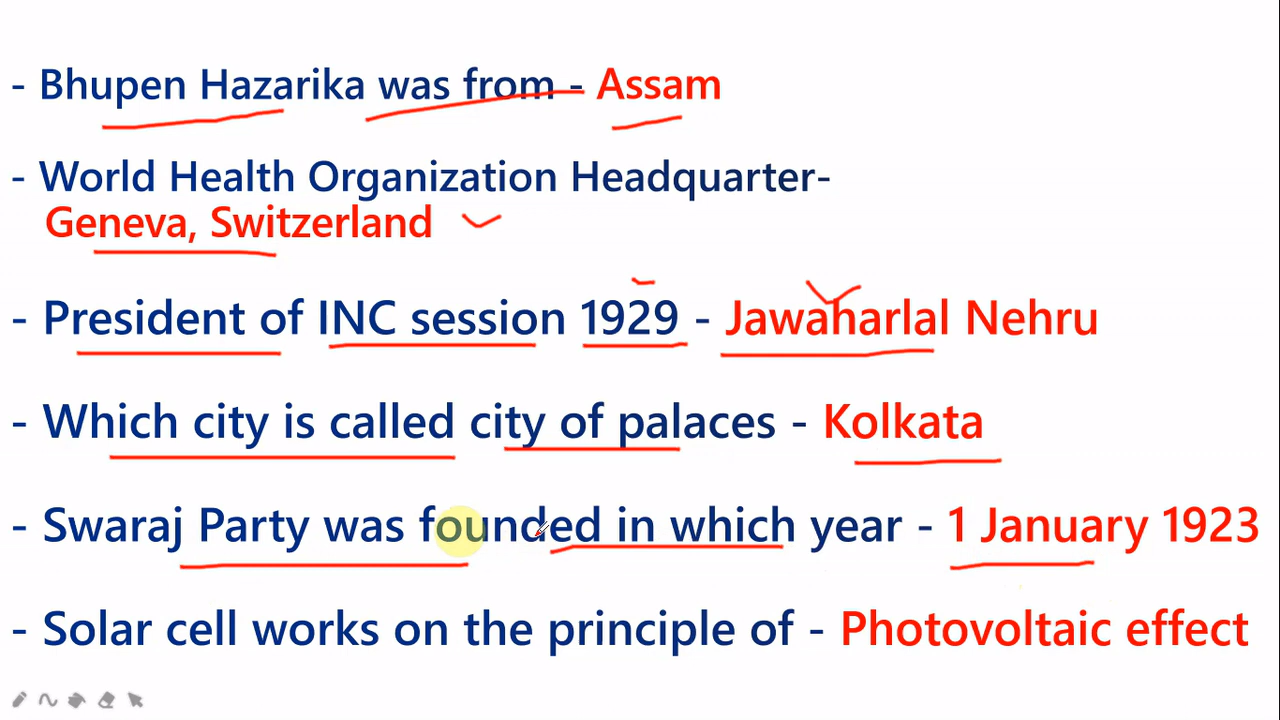 - Bhupen Hazarika was from - Assam
- World Health Organization Headquarter-
Geneva, Switzerland
- President of INC session 1929 - Jawaharlal Nehru
- Which city is called city of palaces - Kolkata
- Swaraj Party was founded in which year - 1 January 1923
- Solar cell works on the principle of - Photovoltaic effect